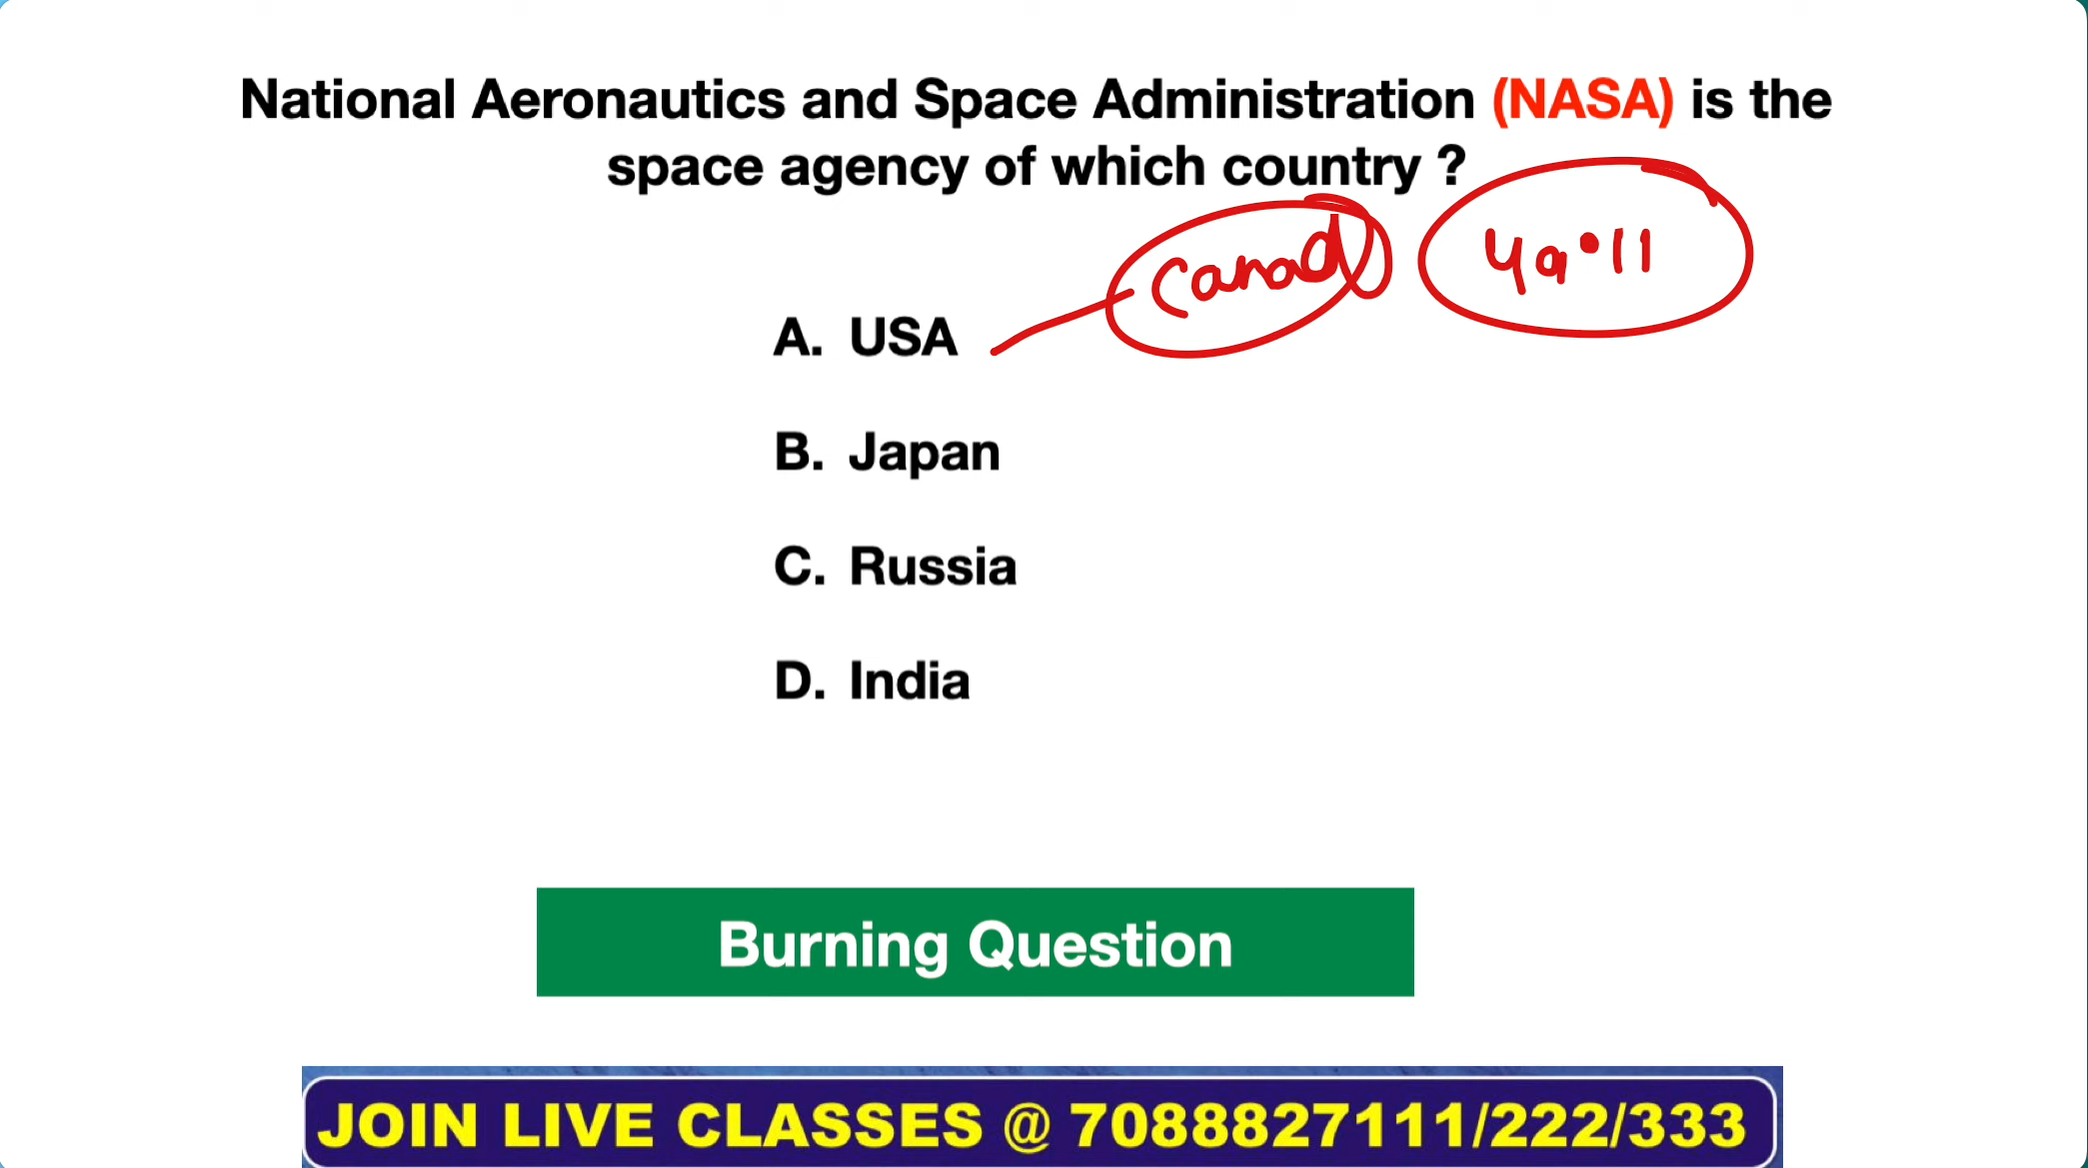 National Aeronautics and Space Administration (NASA) is the
space agency of which country ?
Canad
A. USA
B. Japan
C. Russia
D. India
Burning Question
JOIN LIVE CLASSES @ 7088827111/222/333